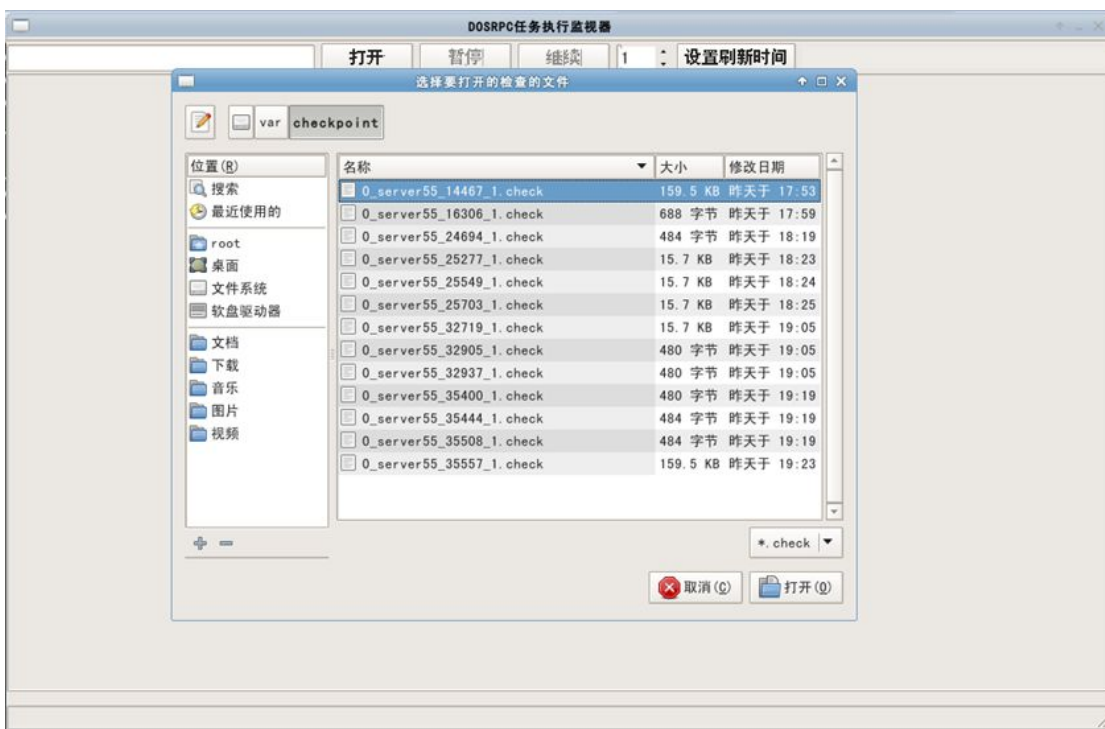 DOSRPC任务执行监视器
打开 暂停 继续 1 设置刷新时间
选择要打开的检查的文件
var checkpoint
位置(R) 名称 大小 修改日期
搜索
最近使用的
root
桌面
文件系统
软盘驱动器
文档
下载
音乐
图片
视频
0_server55_14467_1.check 159.5 KB 昨天于 17:53
0_server55_16306_1.check 688 字节 昨天于 17:59
0_server55_24694_1.check 484 字节 昨天于 18:19
0_server55_25277_1.check 15.7 KB 昨天于 18:23
0_server55_25549_1.check 15.7 KB 昨天于 18:24
0_server55_25703_1.check 15.7 KB 昨天于 18:25
0_server55_32719_1.check 15.7 KB 昨天于 19:05
0_server55_32905_1.check 480 字节 昨天于 19:05
0_server55_32937_1.check 480 字节 昨天于 19:05
0_server55_35400_1.check 480 字节 昨天于 19:19
0_server55_35444_1.check 484 字节 昨天于 19:19
0_server55_35508_1.check 484 字节 昨天于 19:19
0_server55_35557_1.check 159.5 KB 昨天于 19:23
*.check
取消(C) 打开(O)